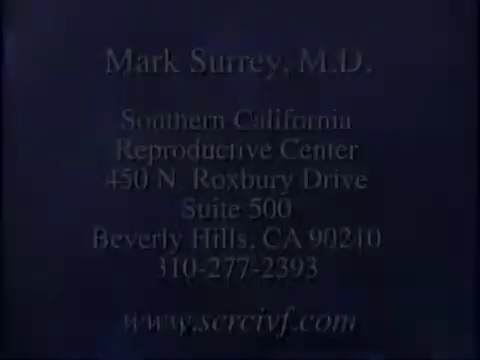 Mark Surrey, M.D.
Southern California
Reproductive Center
450 N. Roxbury Drive
Suite 500
Beverly Hills, CA 90210
310-277-2393
www.scrcivf.com